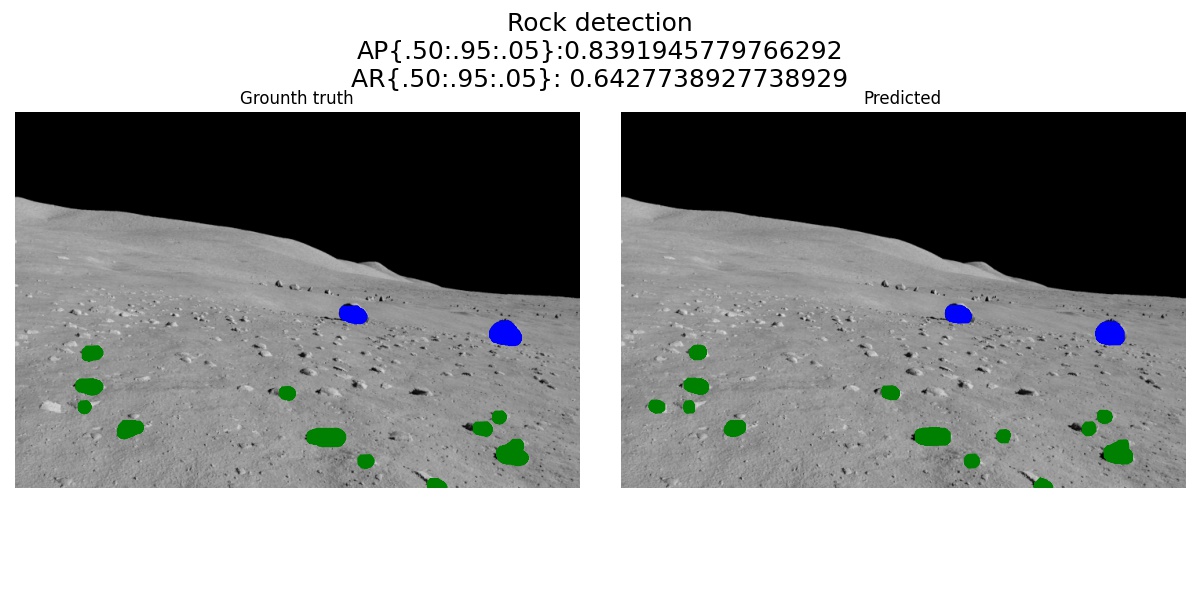 Rock detection
AP{.50:.95:.05}:0.8391945779766292
AR{.50:.95:.05}: 0.6427738927738929
Grounth truth
Predicted